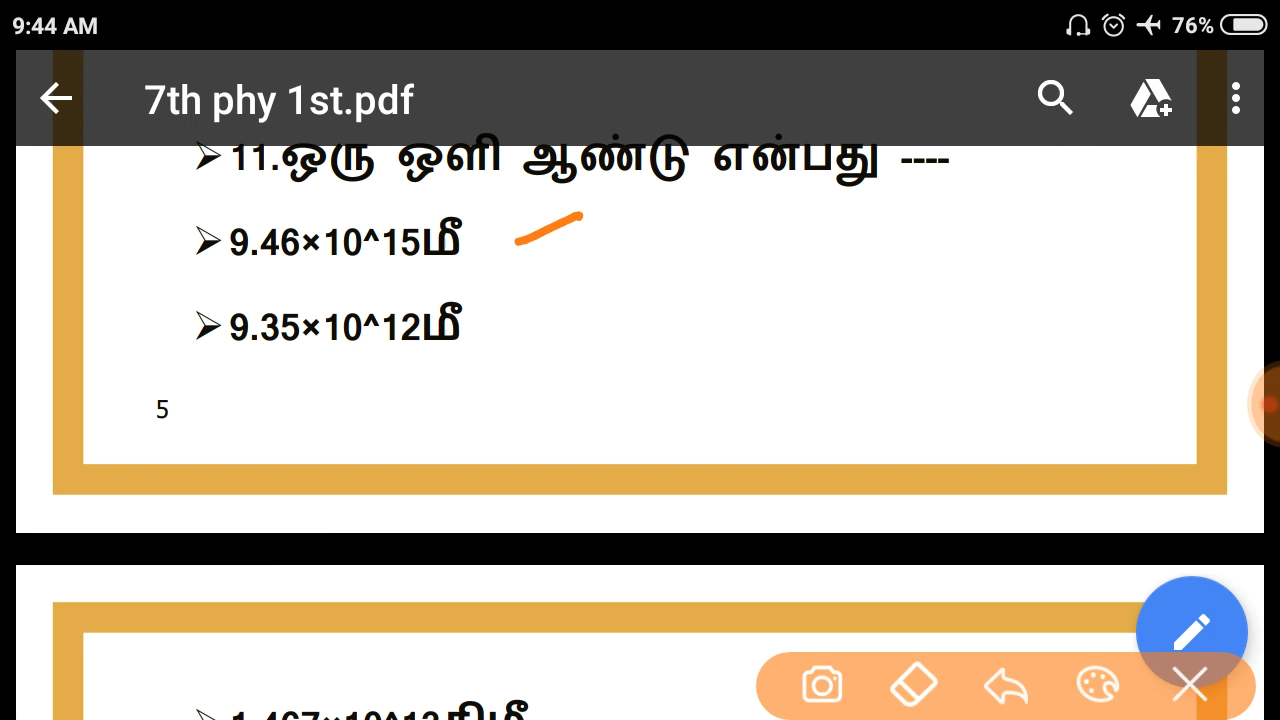 9:44 AM 76%
7th phy 1st.pdf
11.ஒரு ஒளி ஆண்டு என்பது ----
9.46×10^15மீ
9.35×10^12மீ
5